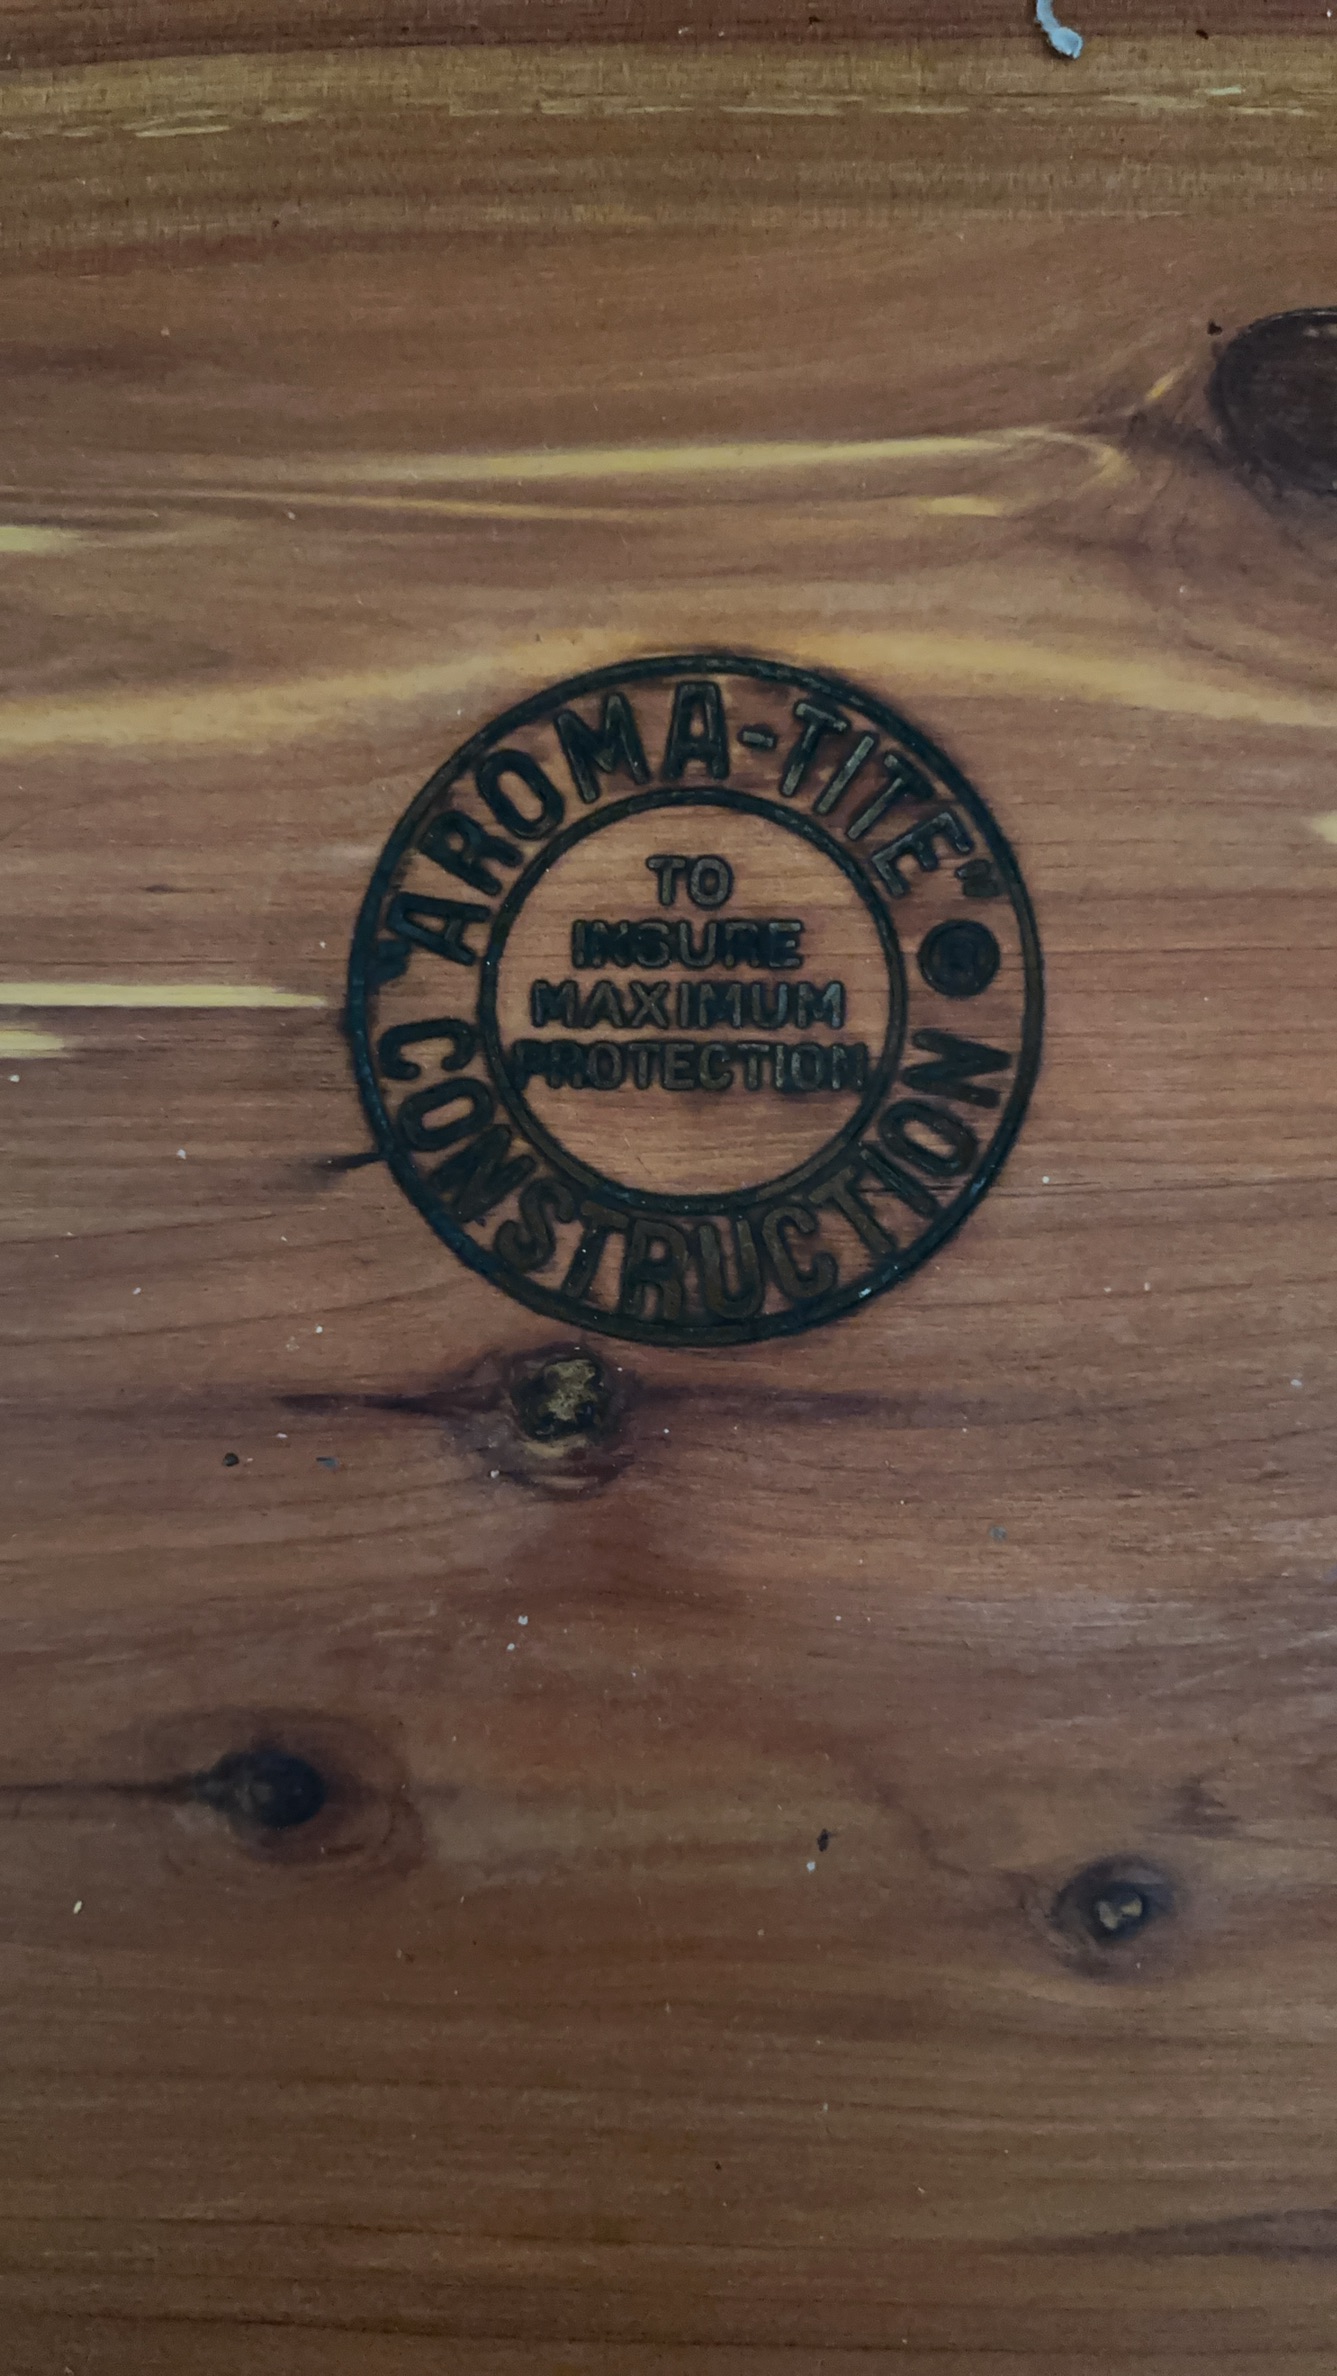 "AROMA-TITE"
CONSTRUCTION
TO
INSURE
MAXIMUM
PROTECTION